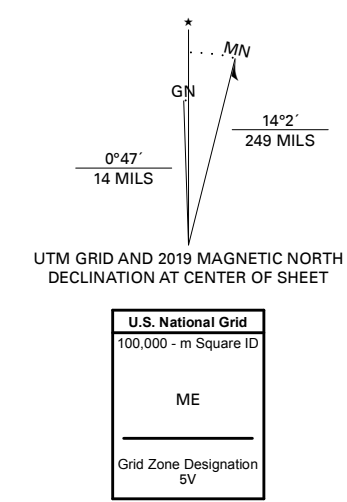 ★
MN
GN
0°47´
14 MILS
14°2´
249 MILS
UTM GRID AND 2019 MAGNETIC NORTH
DECLINATION AT CENTER OF SHEET
U.S. National Grid
100,000 - m Square ID
ME
Grid Zone Designation
5V